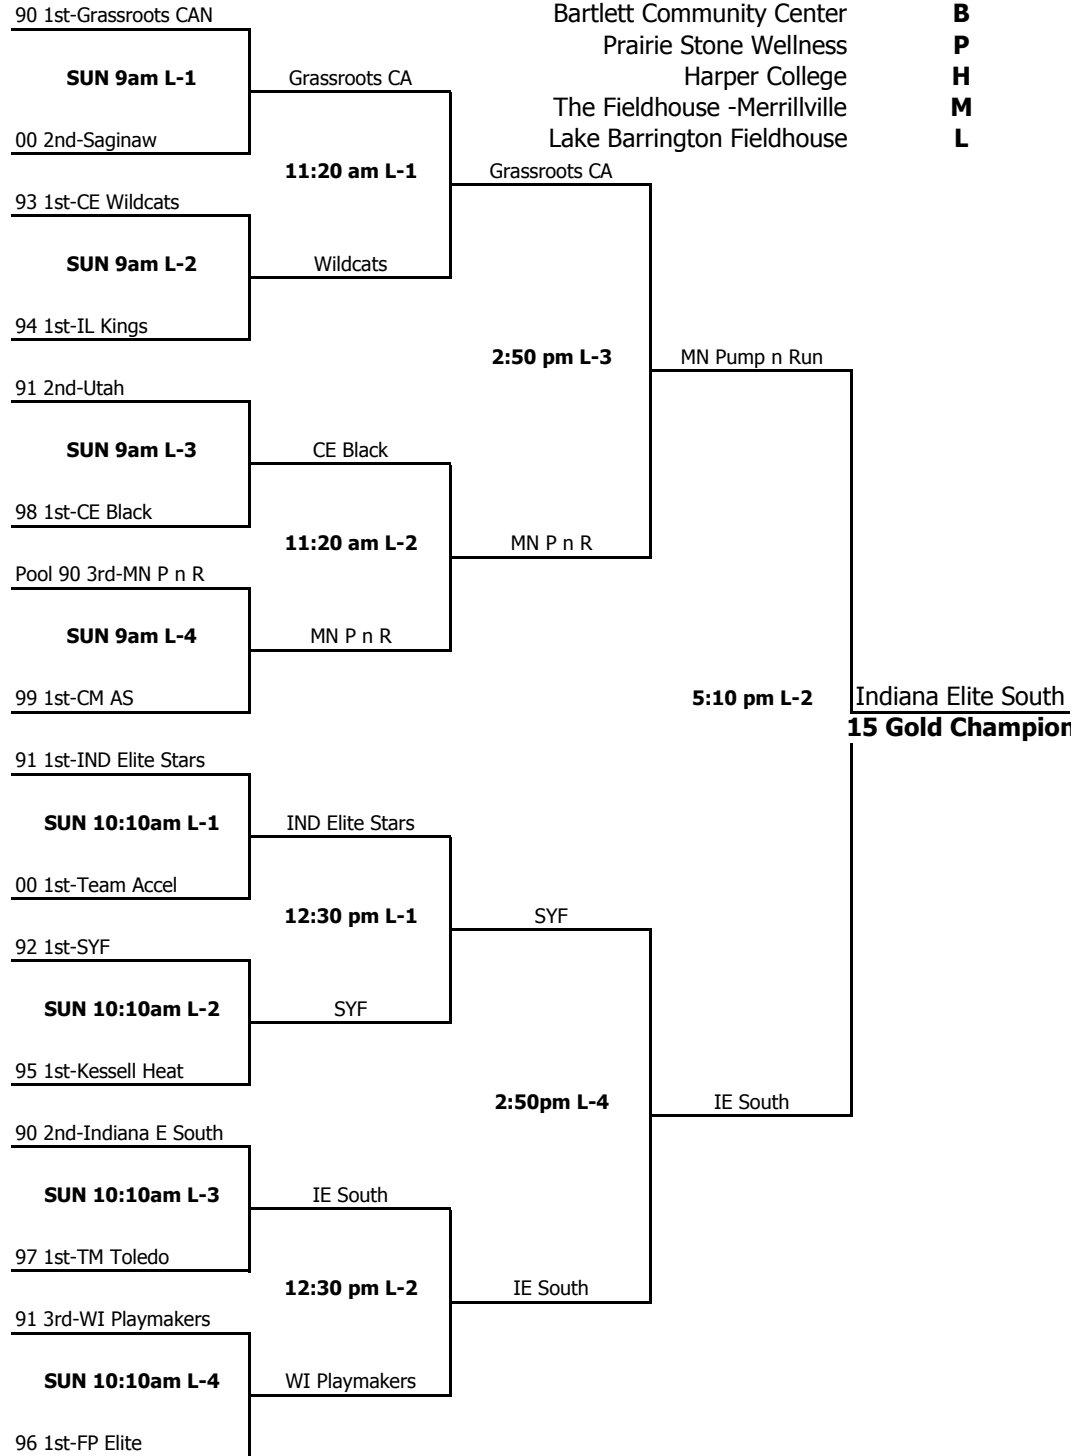 90 1st-Grassroots CAN
Bartlett Community Center B
Prairie Stone Wellness P
SUN 9am L-1
Grassroots CA
Harper College H
The Fieldhouse -Merrillville M
00 2nd-Saginaw
Lake Barrington Fieldhouse L
11:20 am L-1
Grassroots CA
93 1st-CE Wildcats
SUN 9am L-2
Wildcats
94 1st-IL Kings
2:50 pm L-3
MN Pump n Run
91 2nd-Utah
SUN 9am L-3
CE Black
98 1st-CE Black
11:20 am L-2
MN P n R
Pool 90 3rd-MN P n R
SUN 9am L-4
MN P n R
99 1st-CM AS
5:10 pm L-2
Indiana Elite South
15 Gold Champion
91 1st-IND Elite Stars
SUN 10:10am L-1
IND Elite Stars
00 1st-Team Accel
12:30 pm L-1
SYF
92 1st-SYF
SUN 10:10am L-2
SYF
95 1st-Kessell Heat
2:50pm L-4
IE South
90 2nd-Indiana E South
SUN 10:10am L-3
IE South
97 1st-TM Toledo
12:30 pm L-2
IE South
91 3rd-WI Playmakers
SUN 10:10am L-4
WI Playmakers
96 1st-FP Elite